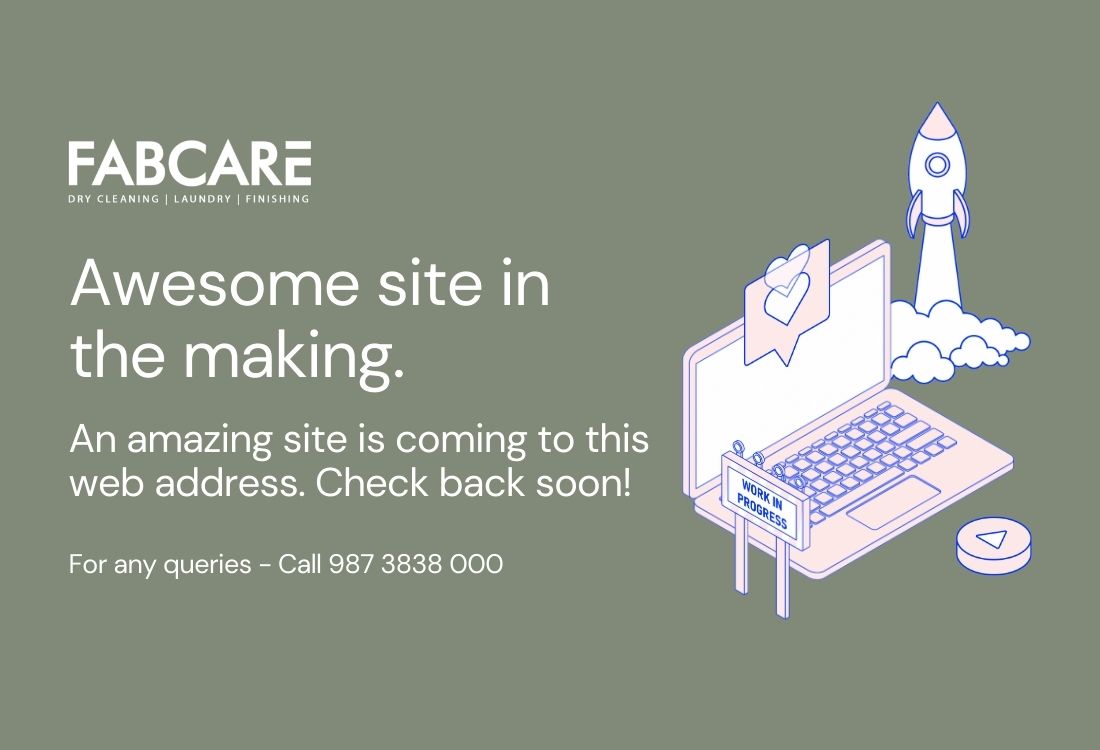 FABCARE
DRY CLEANING | LAUNDRY | FINISHING
Awesome site in
the making.
An amazing site is coming to this
web address. Check back soon!
For any queries - Call 987 3838 000
WORK IN
PROGRESS